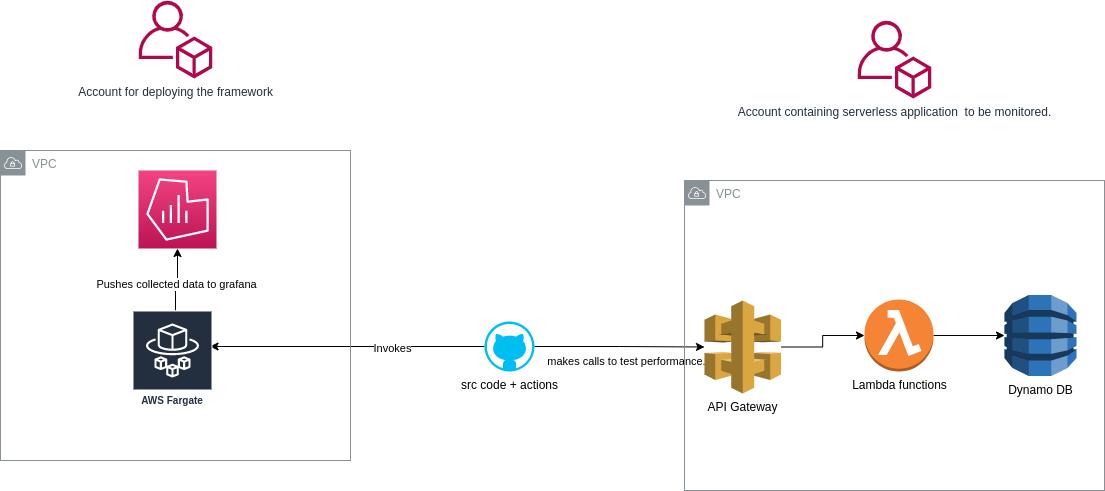 Account for deploying the framework
Account containing serverless application  to be monitored.
VPC
VPC
Pushes collected data to grafana
Invokes
makes calls to test performance.
src code + actions
Lambda functions
Dynamo DB
AWS Fargate
API Gateway